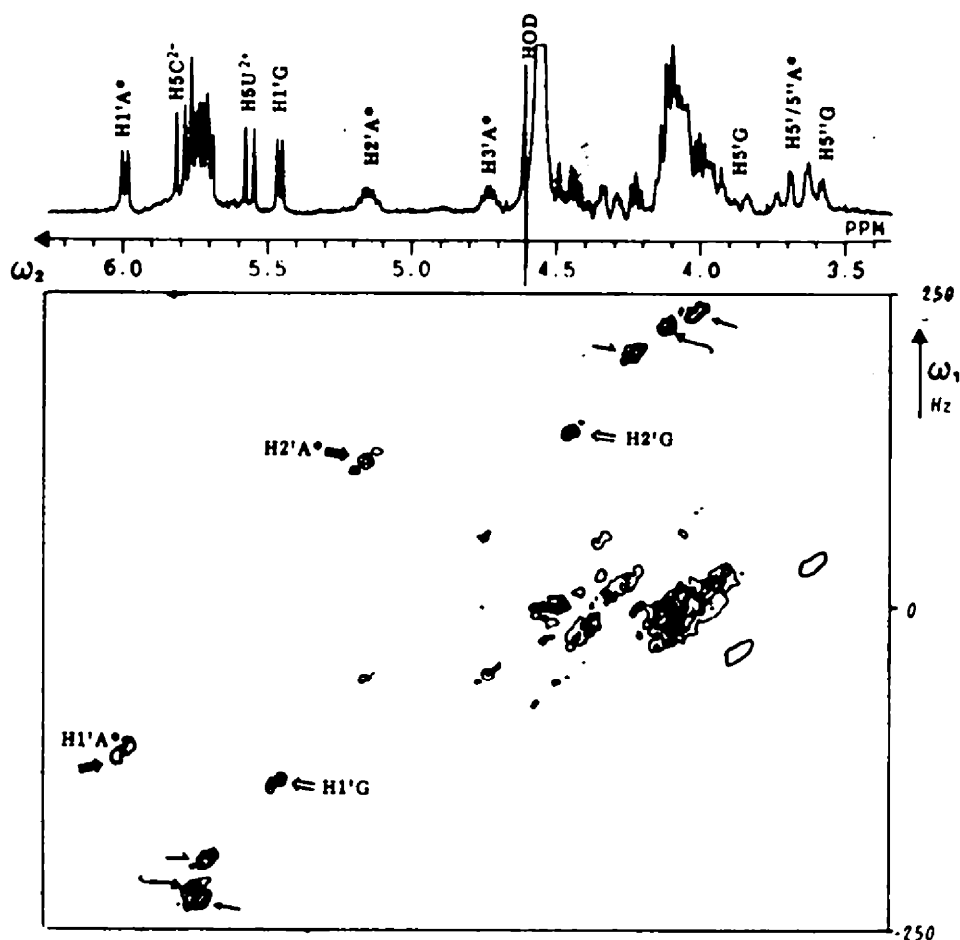 H1'A*
H5C²⁻
H5U²⁺
H1'G
H2'A*
H3'A*
HOD
H5'G
H5'/5''A*
H5''G
PPM
ω₂
6.0
5.5
5.0
4.5
4.0
3.5
250
ω₁
Hz
H2'A*
H2'G
0
H1'A*
H1'G
-250